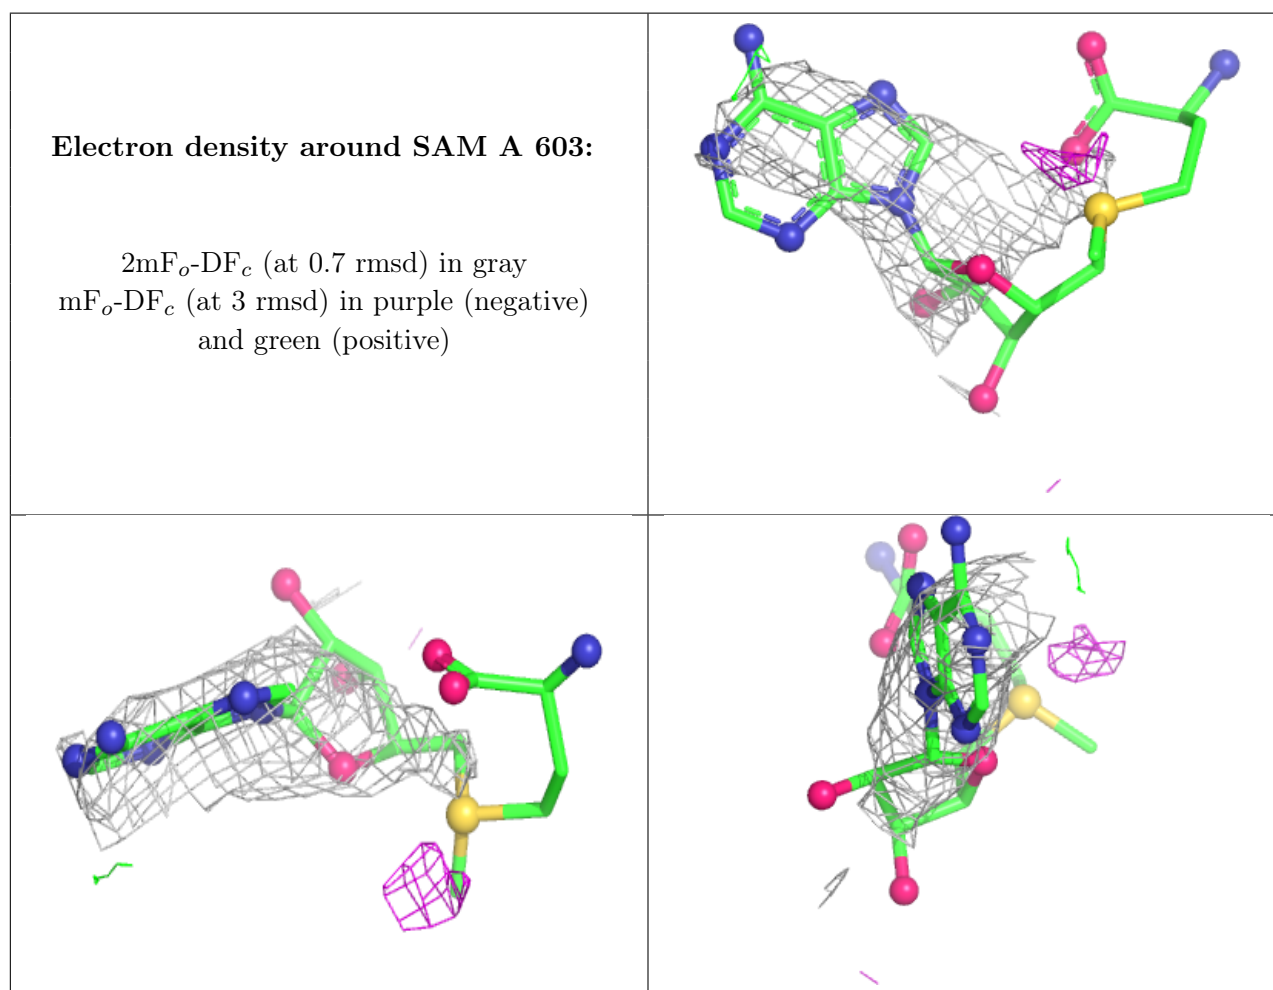 Electron density around SAM A 603:
2mFo-DFc (at 0.7 rmsd) in gray
mFo-DFc (at 3 rmsd) in purple (negative)
and green (positive)